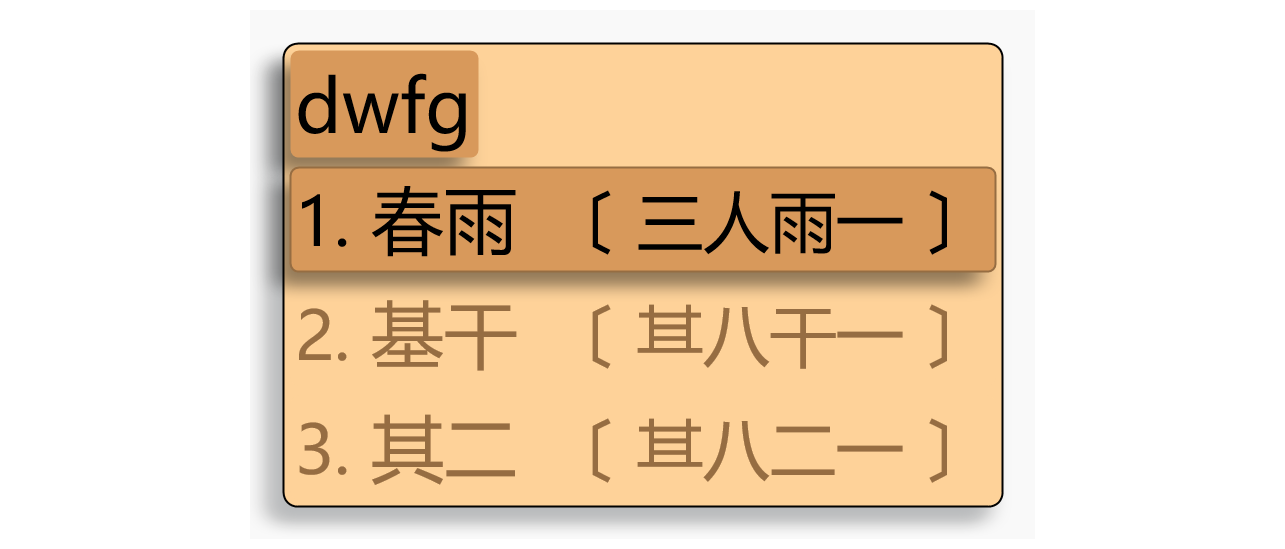 dwfg
1. 春雨 〔 三人雨一 〕
2. 基干 〔 其八干一 〕
3. 其二 〔 其八二一 〕